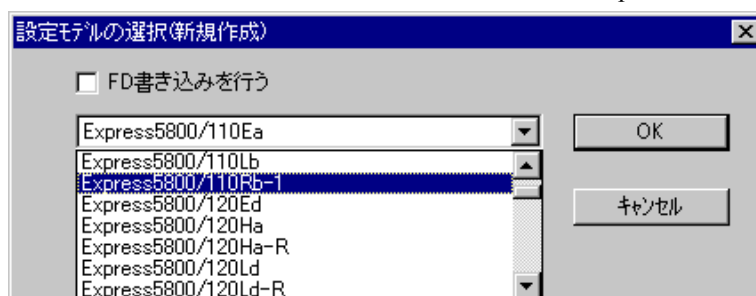 設定モデルの選択(新規作成)
FD書き込みを行う
Express5800/110Ea
OK
Express5800/110Lb
Express5800/110Rb-1
Express5800/120Ed
キャンセル
Express5800/120Ha
Express5800/120Ha-R
Express5800/120Ld
Express5800/120Ld-R